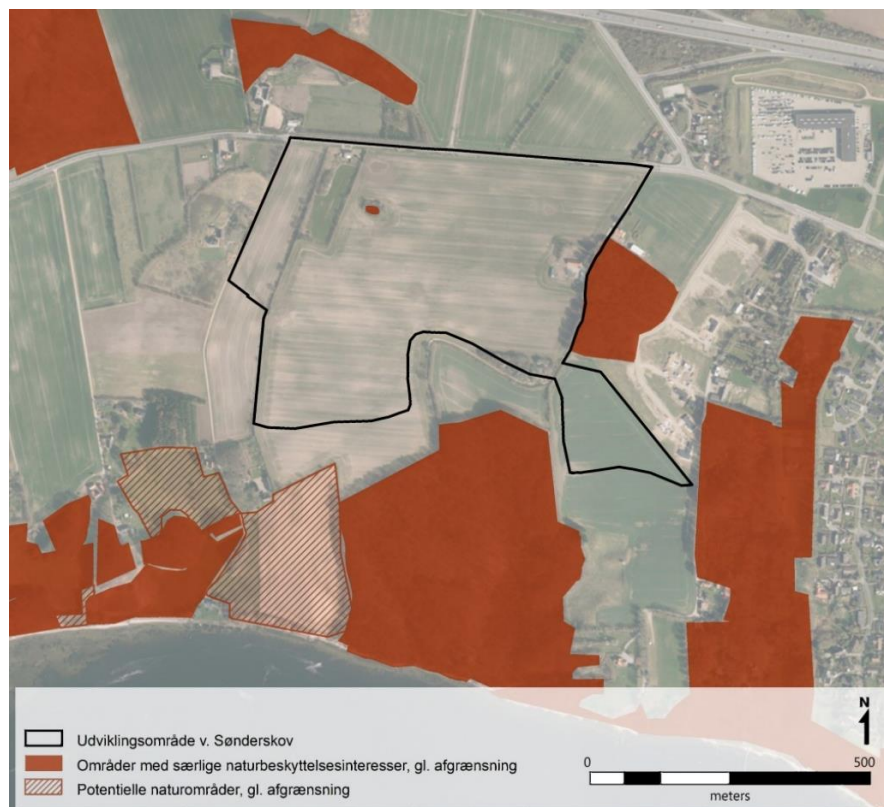 N
Udviklingsområde v. Sønderskov
Områder med særlige naturbeskyttelsesinteresser, gl. afgrænsning
Potentielle naturområder, gl. afgrænsning
0 500
meters